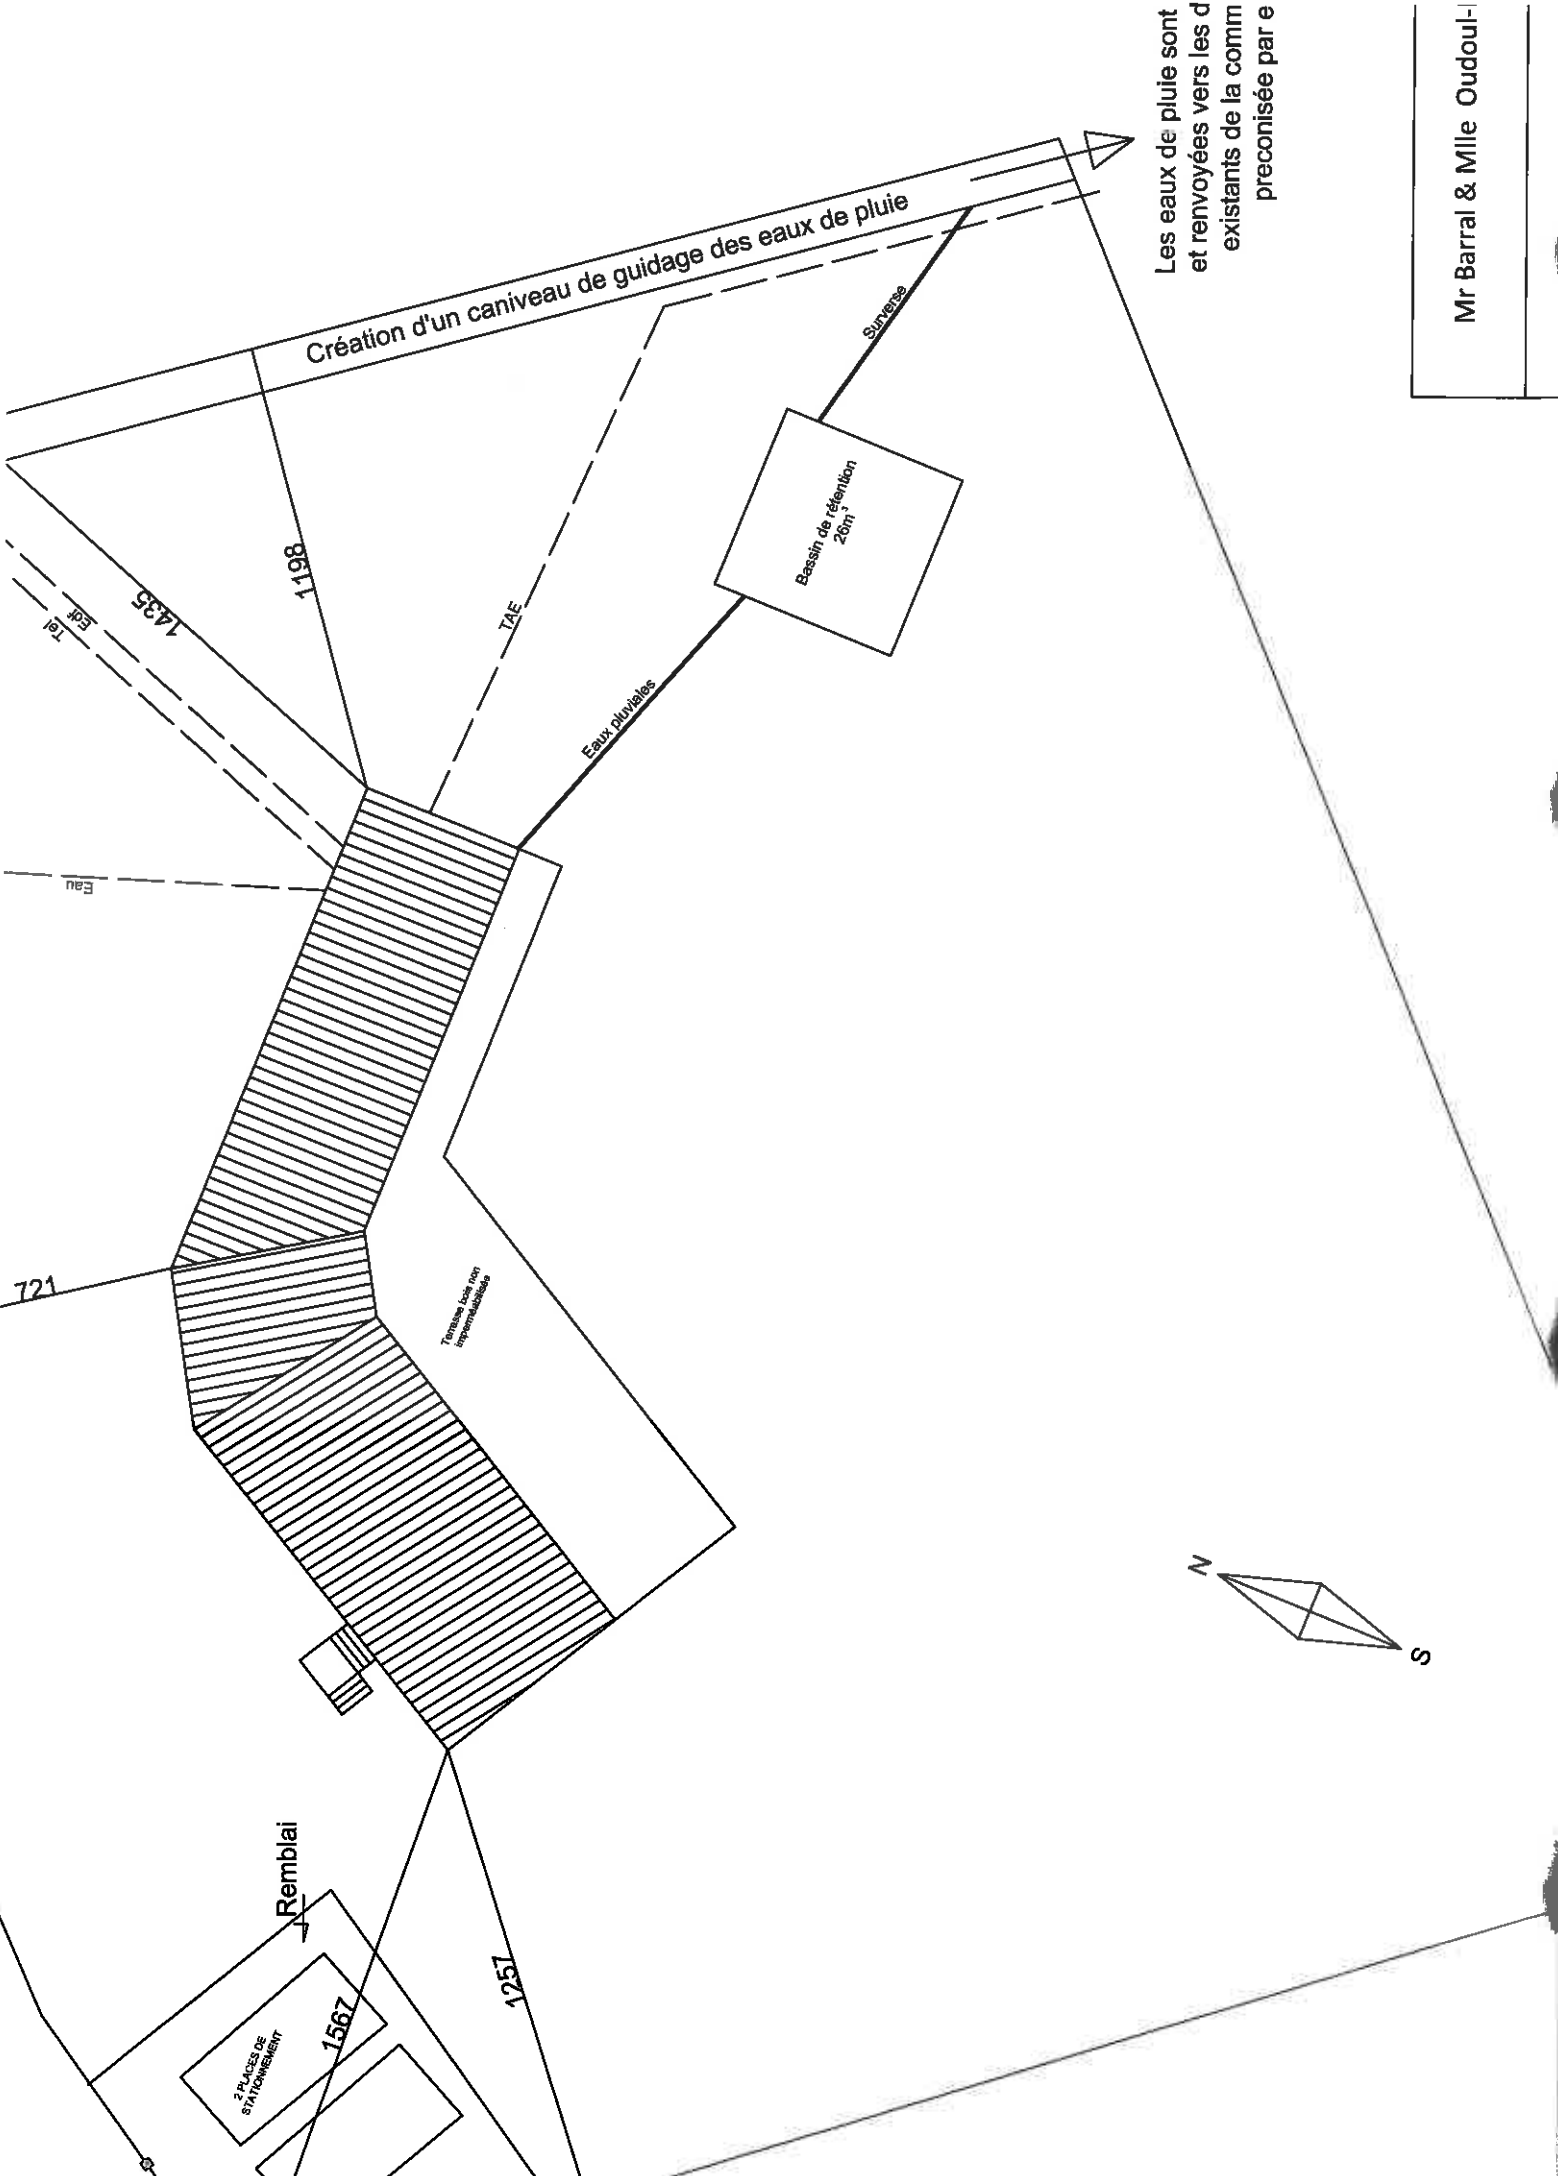 Les eaux de pluie sont
et renvoyées vers les d
existants de la comm
preconisée par e
Mr Barral & Mlle Oudoul-
Création d'un caniveau de guidage des eaux de pluie
Surverse
Bassin de rétention
26m³
1198
1435
Edf
Tel
TAE
Eaux pluviales
Eau
721
Terrasse bois non
imperméabilisée
N
S
Remblai
1257
1567
2 PLACES DE
STATIONNEMENT